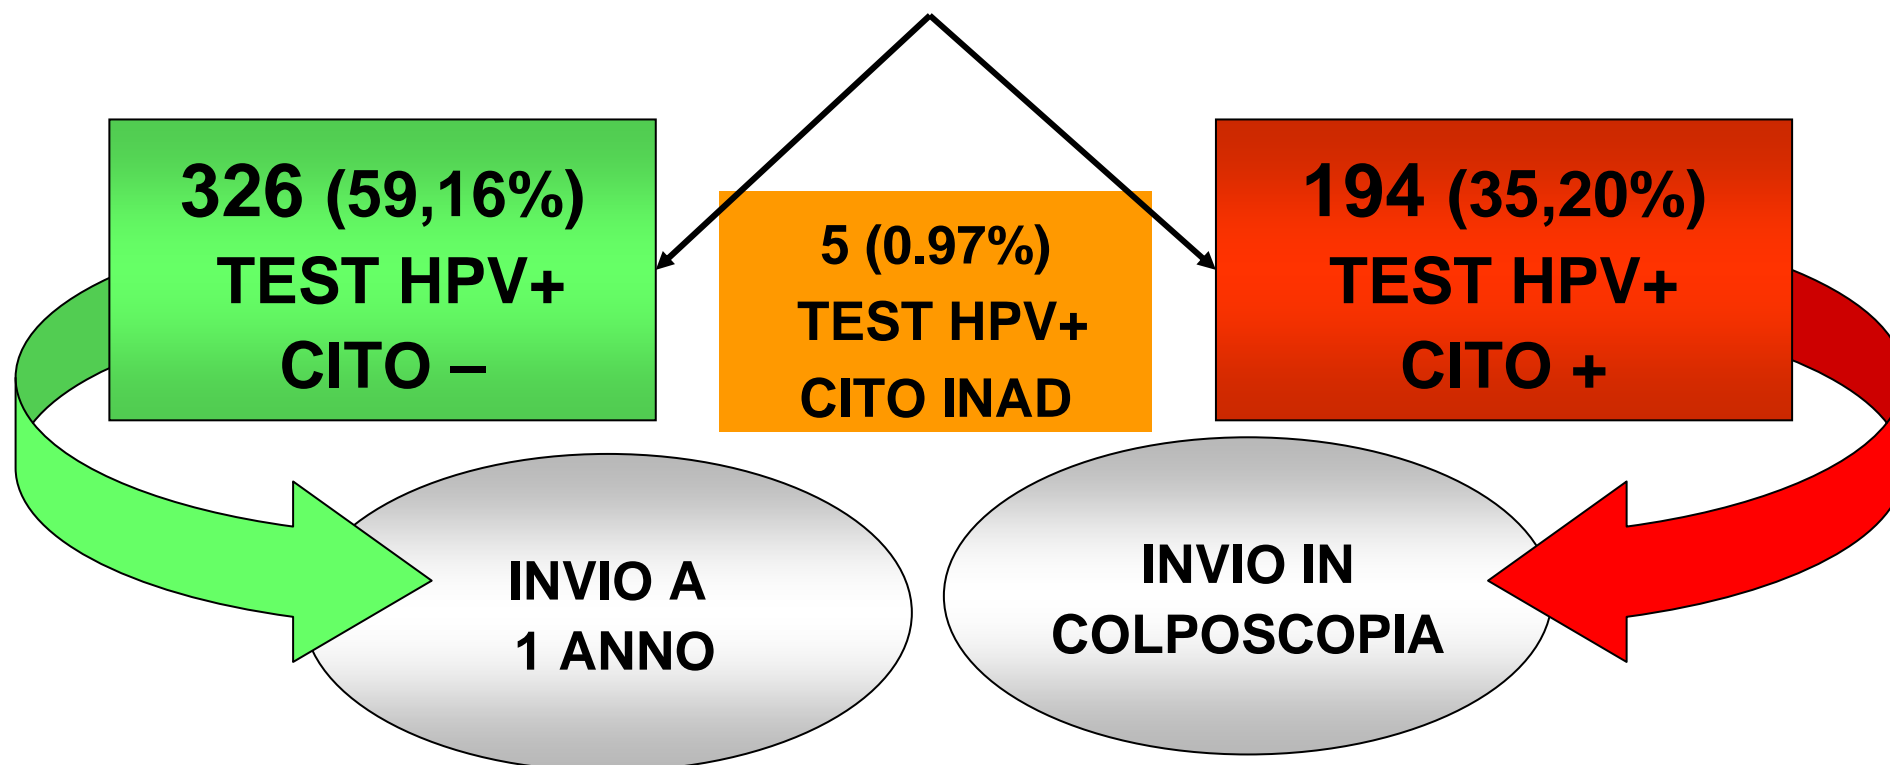 326 (59,16%)
TEST HPV+
CITO –
5 (0.97%)
TEST HPV+
CITO INAD
194 (35,20%)
TEST HPV+
CITO +
INVIO A
1 ANNO
INVIO IN
COLPOSCOPIA